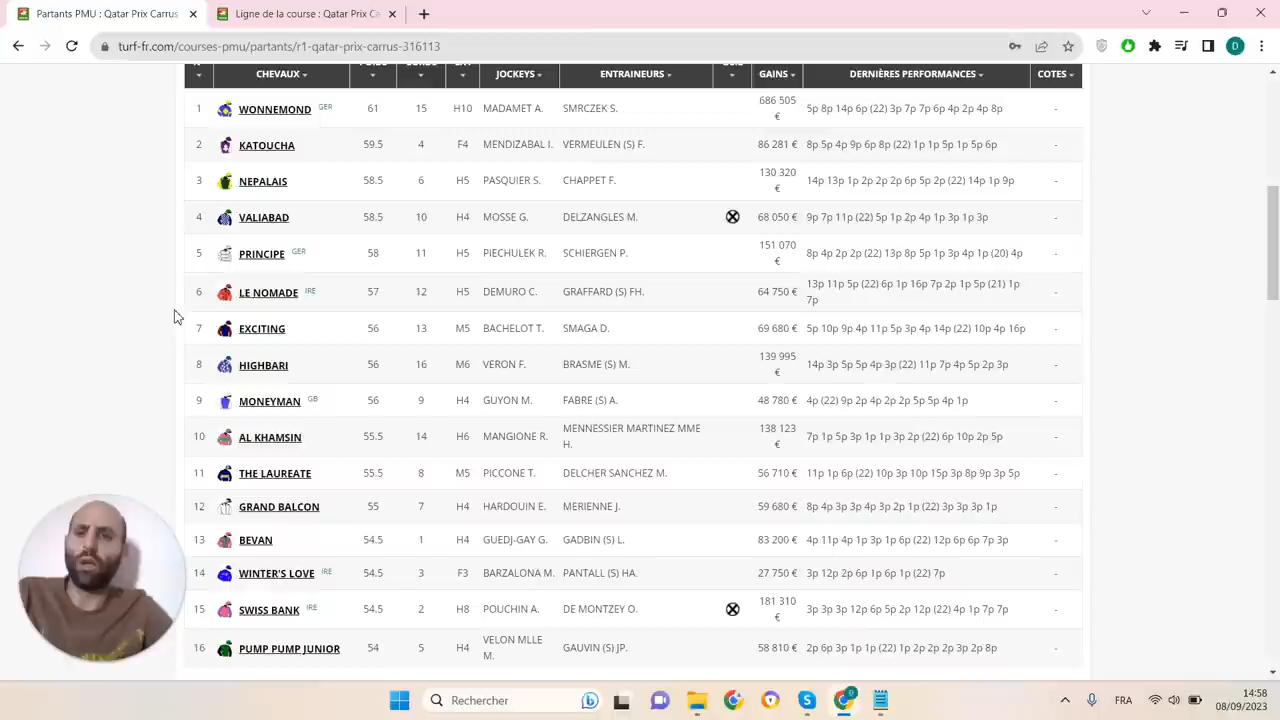 Partants PMU : Qatar Prix Carrus
Ligne de course : Qatar Prix Ca
turf-fr.com/courses-pmu/partants/r1-qatar-prix-carrus-316113
D
CHEVAUX JOCKEYS ENTRAINEURS GAINS DERNIÈRES PERFORMANCES COTES
1 WONNEMOND GER 61 15 H10 MADAMET A. SMRCZEK S. 686 505 € 5p 8p 14p 6p (22) 3p 7p 7p 6p 4p 2p 4p 8p -
2 KATOUCHA 59.5 4 F4 MENDIZABAL I. VERMEULEN (S) F. 86 281 € 8p 5p 4p 9p 6p 8p (22) 1p 1p 5p 1p 5p 6p -
3 NEPALAIS 58.5 6 H5 PASQUIER S. CHAPPET F. 130 320 € 14p 13p 1p 2p 2p 2p 6p 5p 2p (22) 14p 1p 9p -
4 VALIABAD 58.5 10 H4 MOSSE G. DELZANGLES M. 68 050 € 9p 7p 11p (22) 5p 1p 2p 4p 1p 3p 1p 3p -
5 PRINCIPE GER 58 11 H5 PIECHULEK R. SCHIERGEN P. 151 070 € 8p 4p 2p 2p (22) 13p 8p 5p 1p 3p 4p 1p (20) 4p -
6 LE NOMADE IRE 57 12 H5 DEMURO C. GRAFFARD (S) FH. 64 750 € 13p 11p 5p (22) 6p 1p 16p 7p 2p 1p 5p (21) 1p -
7p
7 EXCITING 56 13 M5 BACHELOT T. SMAGA D. 69 680 € 5p 10p 9p 4p 11p 5p 3p 4p 14p (22) 10p 4p 16p -
8 HIGHBARI 56 16 M6 VERON F. BRASME (S) M. 139 995 € 14p 3p 5p 5p 4p 3p (22) 11p 7p 4p 5p 2p 3p -
9 MONEYMAN GB 56 9 H4 GUYON M. FABRE (S) A. 48 780 € 4p (22) 9p 2p 4p 2p 2p 5p 5p 4p 1p -
10 AL KHAMSIN 55.5 14 H6 MANGIONE R. MENNESSIER MARTINEZ MME H. 138 123 € 7p 1p 5p 3p 1p 1p 3p 2p (22) 6p 10p 2p 5p -
11 THE LAUREATE 55.5 8 M5 PICCONE T. DELCHER SANCHEZ M. 56 710 € 11p 1p 6p (22) 10p 3p 10p 15p 3p 8p 9p 3p 5p -
12 GRAND BALCON 55 7 H4 HARDOUIN E. MERIENNE J. 59 680 € 8p 4p 3p 3p 4p 3p 2p 1p (22) 3p 3p 3p 1p -
13 BEVAN 54.5 1 H4 GUEDJ-GAY G. GADBIN (S) L. 83 200 € 4p 11p 4p 1p 3p 1p 6p (22) 12p 6p 6p 7p 3p -
14 WINTER'S LOVE IRE 54.5 3 F3 BARZALONA M. PANTALL (S) HA. 27 750 € 3p 12p 2p 6p 1p 6p 1p (22) 7p -
15 SWISS BANK IRE 54.5 2 H8 POUCHIN A. DE MONTZEY O. 181 310 € 3p 3p 3p 12p 6p 5p 2p 12p (22) 4p 1p 7p 7p -
16 PUMP PUMP JUNIOR 54 5 H4 VELON MLLE M. GAUVIN (S) JP. 58 810 € 2p 6p 3p 1p 1p (22) 1p 2p 2p 2p 3p 2p 8p -
Rechercher
FRA
14:58
08/09/2023